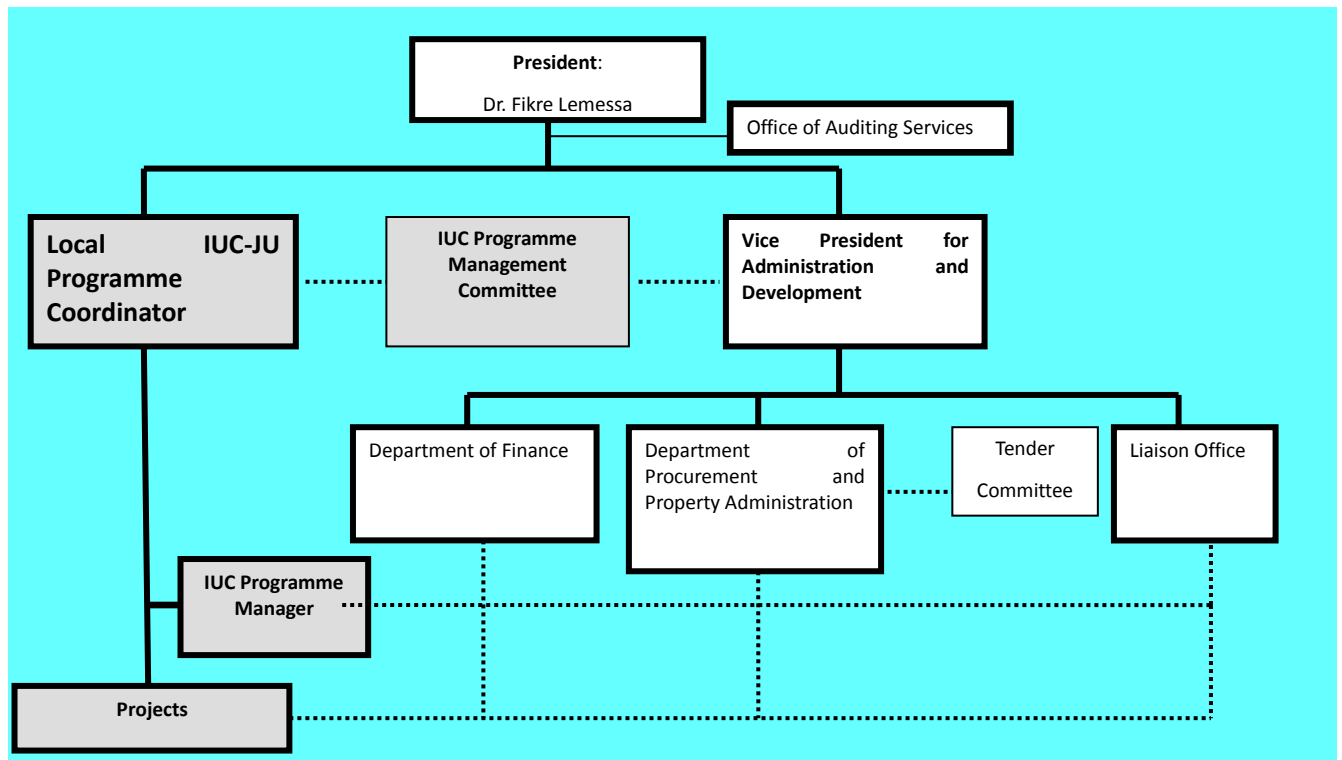 President:
Dr. Fikre Lemessa
Office of Auditing Services
Local IUC-JU
Programme
Coordinator
IUC Programme
Management
Committee
Vice President for
Administration and
Development
Department of Finance
Department of
Procurement and
Property Administration
Tender
Committee
Liaison Office
IUC Programme
Manager
Projects